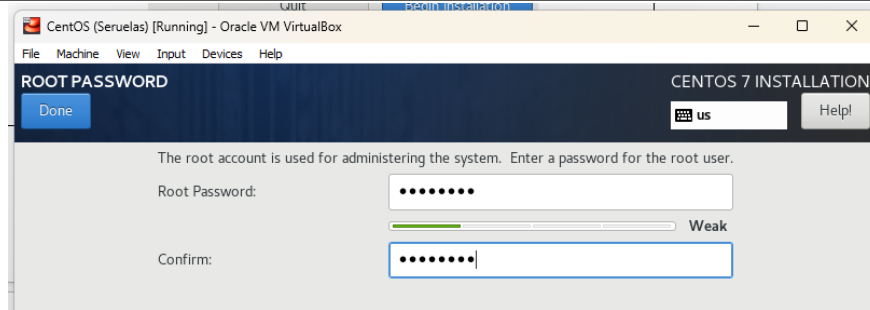 Quit Begin Installation
CentOS (Seruelas) [Running] - Oracle VM VirtualBox
File Machine View Input Devices Help
ROOT PASSWORD CENTOS 7 INSTALLATION
Done us Help!
The root account is used for administering the system. Enter a password for the root user.
Root Password: ••••••••
Weak
Confirm: ••••••••